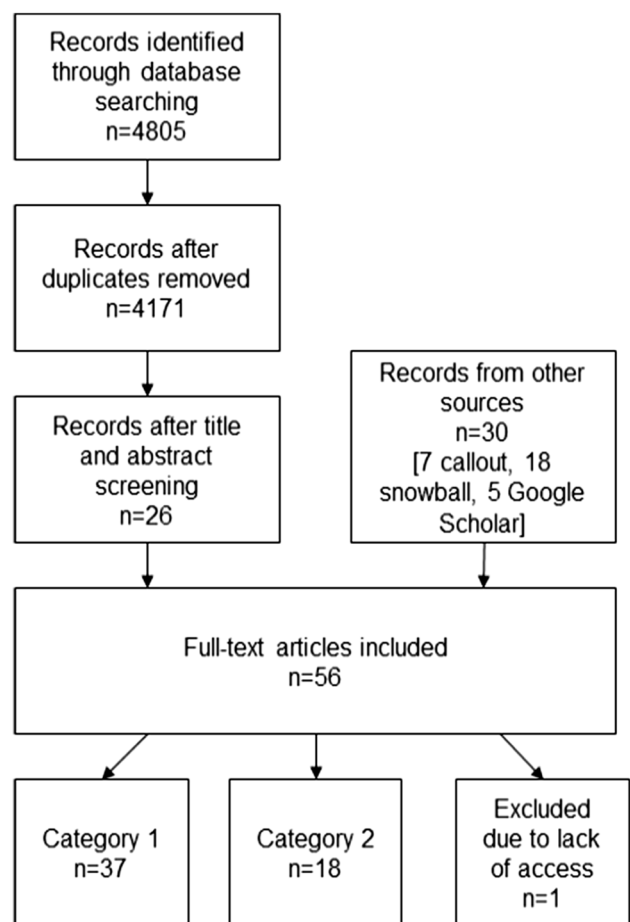 Records identified
through database
searching
n=4805
Records after
duplicates removed
n=4171
Records after title
and abstract
screening
n=26
Records from other
sources
n=30
[7 callout, 18
snowball, 5 Google
Scholar]
Full-text articles included
n=56
Category 1
n=37
Category 2
n=18
Excluded
due to lack
of access
n=1